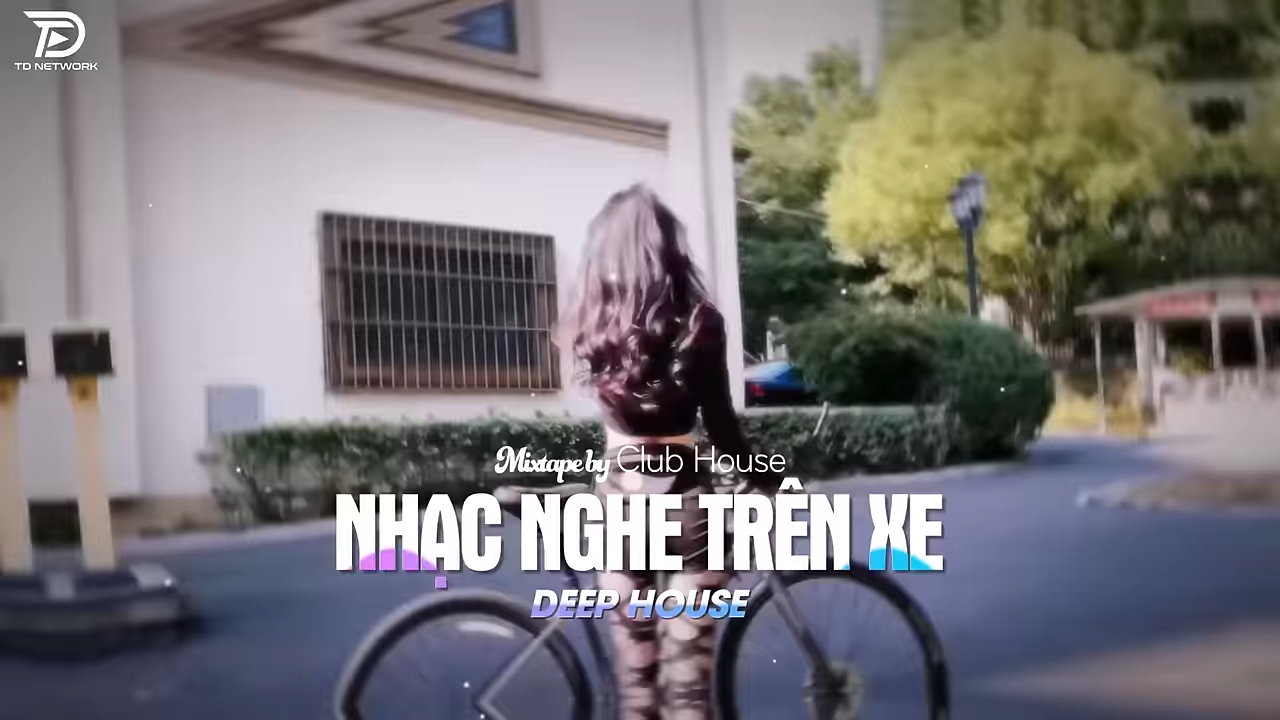 TD NETWORK
Mixtape by Club House
NHẠC NGHE TRÊN XE
DEEP HOUSE